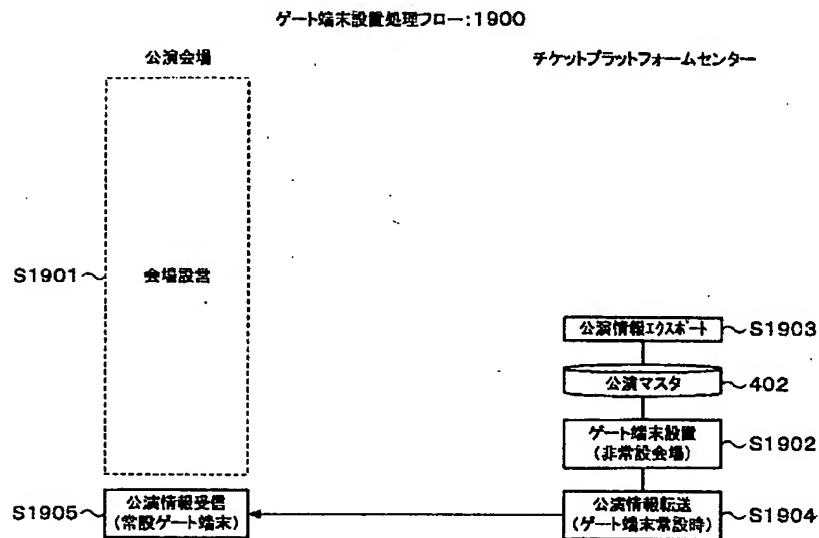 ゲート端末設置処理フロー:1900
公演会場
チケットプラットフォームセンター
S1901
会場設営
公演情報エクスポート
S1903
公演マスタ
402
ゲート端末設置
(非常設会場)
S1902
S1905
公演情報受信
(常設ゲート端末)
公演情報転送
(ゲート端末常設時)
S1904